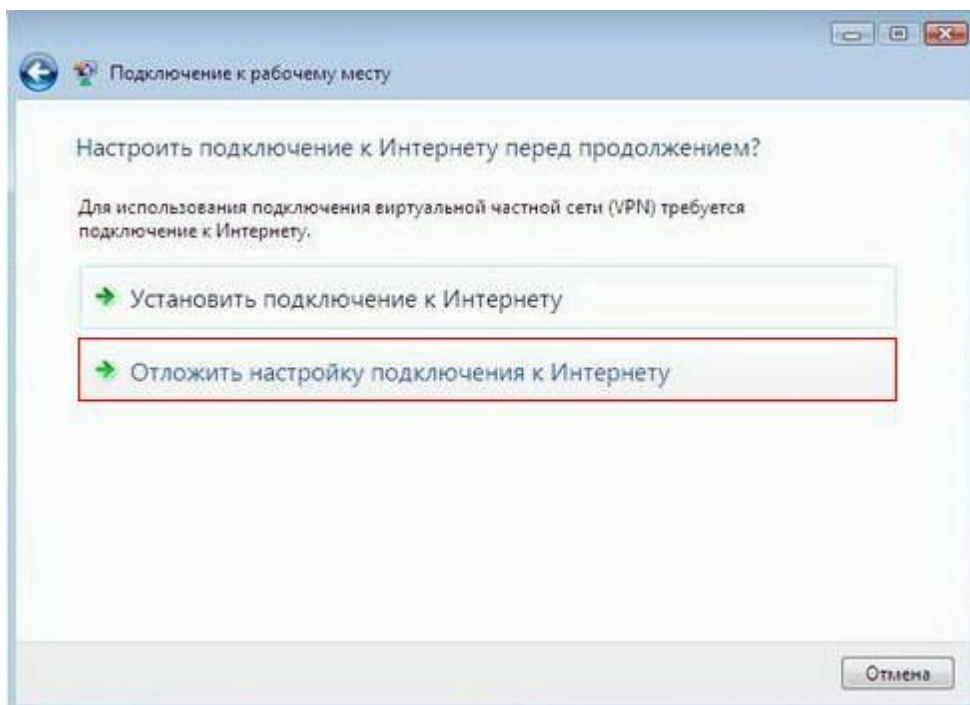 Подключение к рабочему месту
Настроить подключение к Интернету перед продолжением?
Для использования подключения виртуальной частной сети (VPN) требуется
подключение к Интернету.
Установить подключение к Интернету
Отложить настройку подключения к Интернету
Отмена